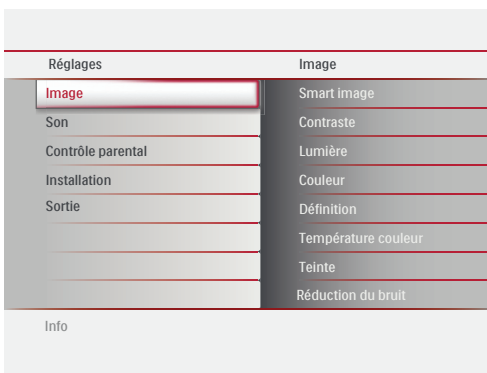 Réglages
Image
Image
Son
Contrôle parental
Installation
Sortie
Smart image
Contraste
Lumière
Couleur
Définition
Température couleur
Teinte
Réduction du bruit
Info